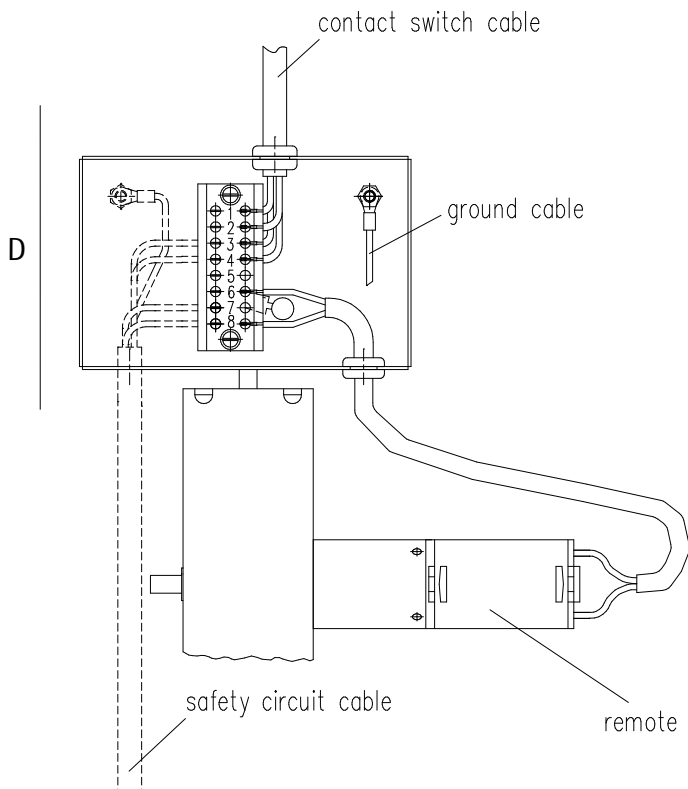 contact switch cable
D
1
2
3
4
5
6
7
8
ground cable
safety circuit cable
remote